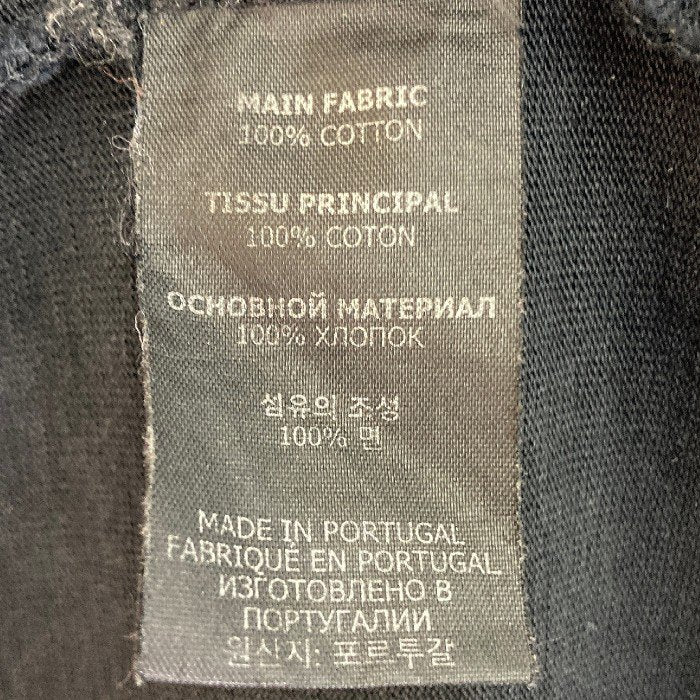 MAIN FABRIC
100% COTTON
TISSU PRINCIPAL
100% COTON
ОСНОВНОЙ МАТЕРИАЛ
100% ХЛОПОК
섬유의 조성
100% 면
MADE IN PORTUGAL
FABRIQUÉ EN PORTUGAL
ИЗГОТОВЛЕНО В
ПОРТУГАЛИИ
원산지: 포르투갈